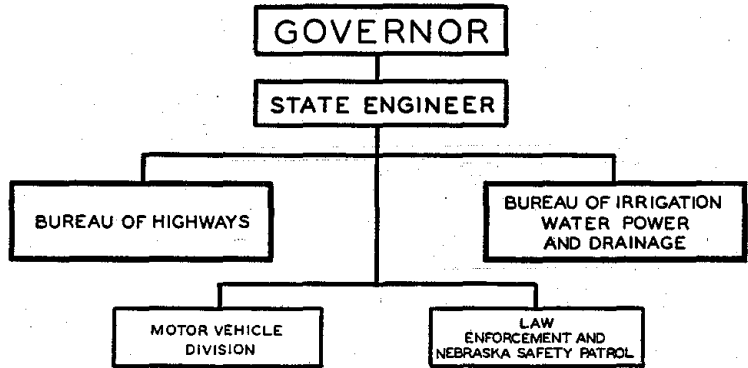 GOVERNOR
STATE ENGINEER
BUREAU OF HIGHWAYS
BUREAU OF IRRIGATION
WATER POWER
AND DRAINAGE
MOTOR VEHICLE
DIVISION
LAW
ENFORCEMENT AND
NEBRASKA SAFETY PATROL